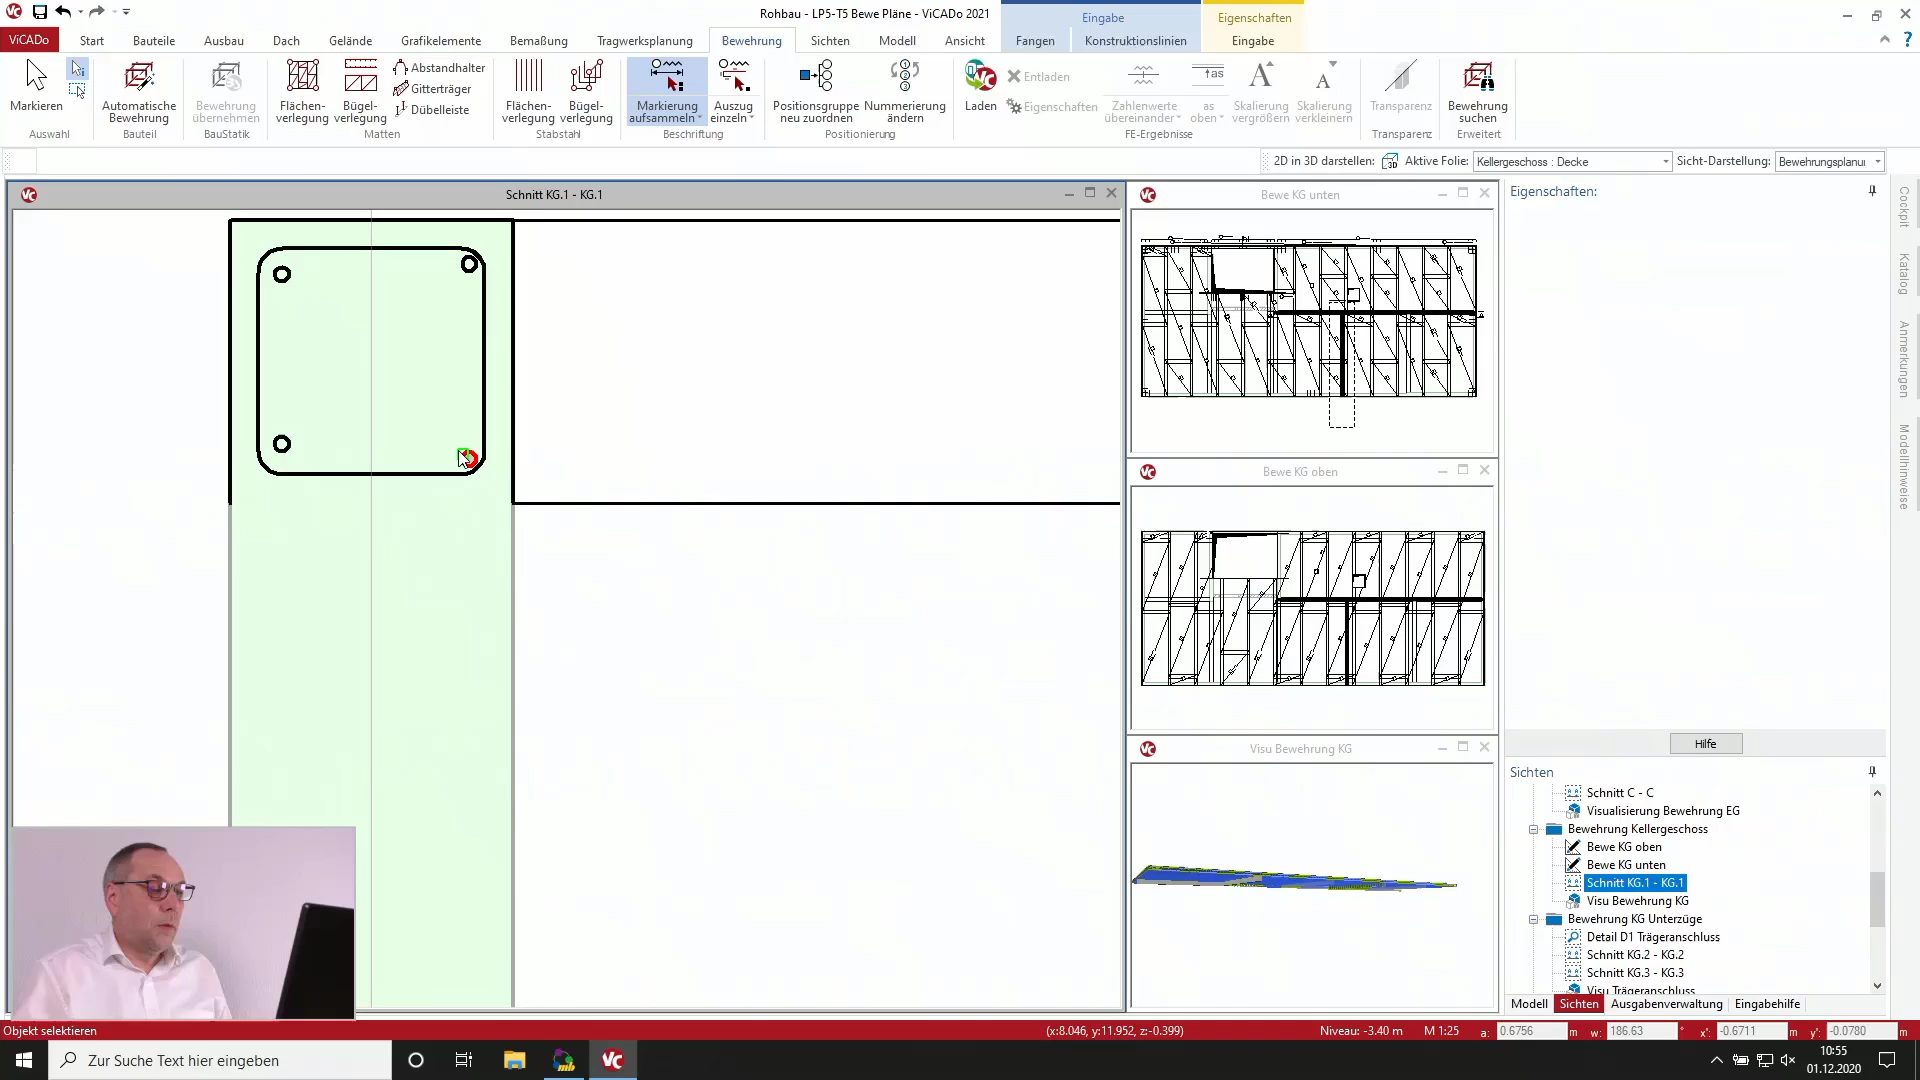 Rohbau - LP5-T5 Bewe Pläne - ViCADo 2021
Eingabe
Eigenschaften
ViCADo
Start
Bauteile
Ausbau
Dach
Gelände
Grafikelemente
Bemaßung
Tragwerksplanung
Bewehrung
Sichten
Modell
Ansicht
Fangen
Konstruktionslinien
Eingabe
Markieren
Auswahl
Automatische
Bewehrung
Bauteil
Bewehrung
übernehmen
BauStatik
Flächen-
verlegung
Bügel-
verlegung
Abstandhalter
Gitterträger
Dübelleiste
Matten
Flächen-
verlegung
Bügel-
verlegung
Stabstahl
Markierung
aufsammeln
Auszug
einzeln
Beschriftung
Positionsgruppe
neu zuordnen
Nummerierung
ändern
Positionierung
Laden
Entladen
Eigenschaften
Zahlenwerte
übereinander
as
as
oben
Skalierung
vergrößern
Skalierung
verkleinern
FE-Ergebnisse
Transparenz
Transparenz
Bewehrung
suchen
Erweitert
2D in 3D darstellen:
Aktive Folie:
Kellergeschoss : Decke
Sicht-Darstellung:
Bewehrungsplanu
Schnitt KG.1 - KG.1
Bewe KG unten
Bewe KG oben
Visu Bewehrung KG
Eigenschaften:
Cockpit
Katalog
Anmerkungen
Modellhinweise
Hilfe
Sichten
Schnitt C - C
Visualisierung Bewehrung EG
Bewehrung Kellergeschoss
Bewe KG oben
Bewe KG unten
Schnitt KG.1 - KG.1
Visu Bewehrung KG
Bewehrung KG Unterzüge
Detail D1 Trägeranschluss
Schnitt KG.2 - KG.2
Schnitt KG.3 - KG.3
Visu Trägeranschluss
Modell
Sichten
Ausgabenverwaltung
Eingabehilfe
Objekt selektieren
(x:8.046, y:11.952, z:-0.399)
Niveau: -3.40 m
M 1:25
a: 0.6756 m
w: 186.63 °
x': -0.6711 m
y': -0.0780 m
Zur Suche Text hier eingeben
mb
10:55
01.12.2020